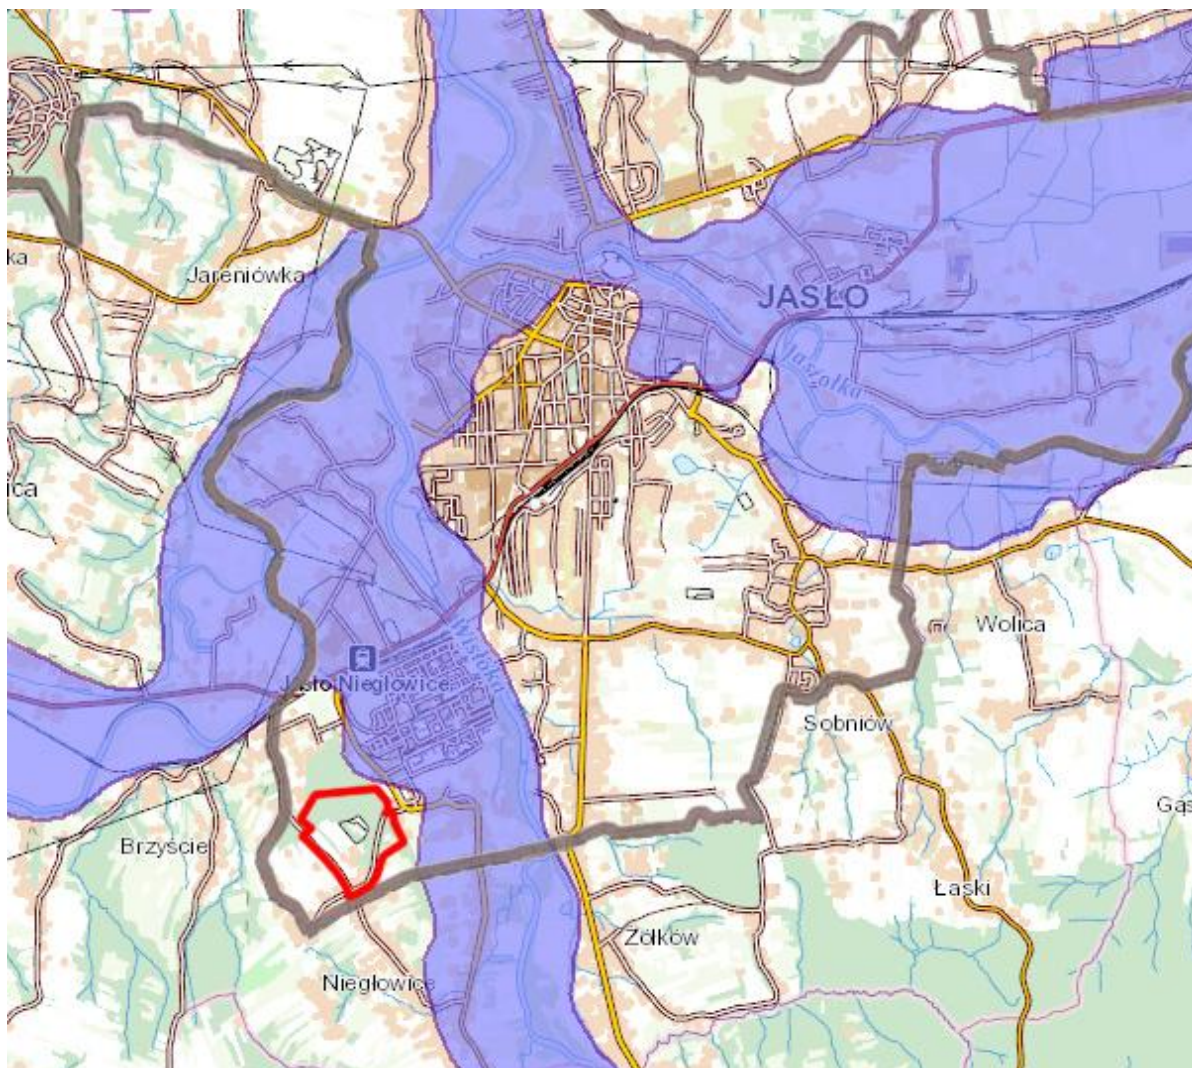 ka
Jareniówka
JASŁO
Jasiołka
ica
Wisłoka
Wolica
Jasło Niegłowice
Sobniów
Gąs
Brzyście
Łaski
Żółków
Niegłowice